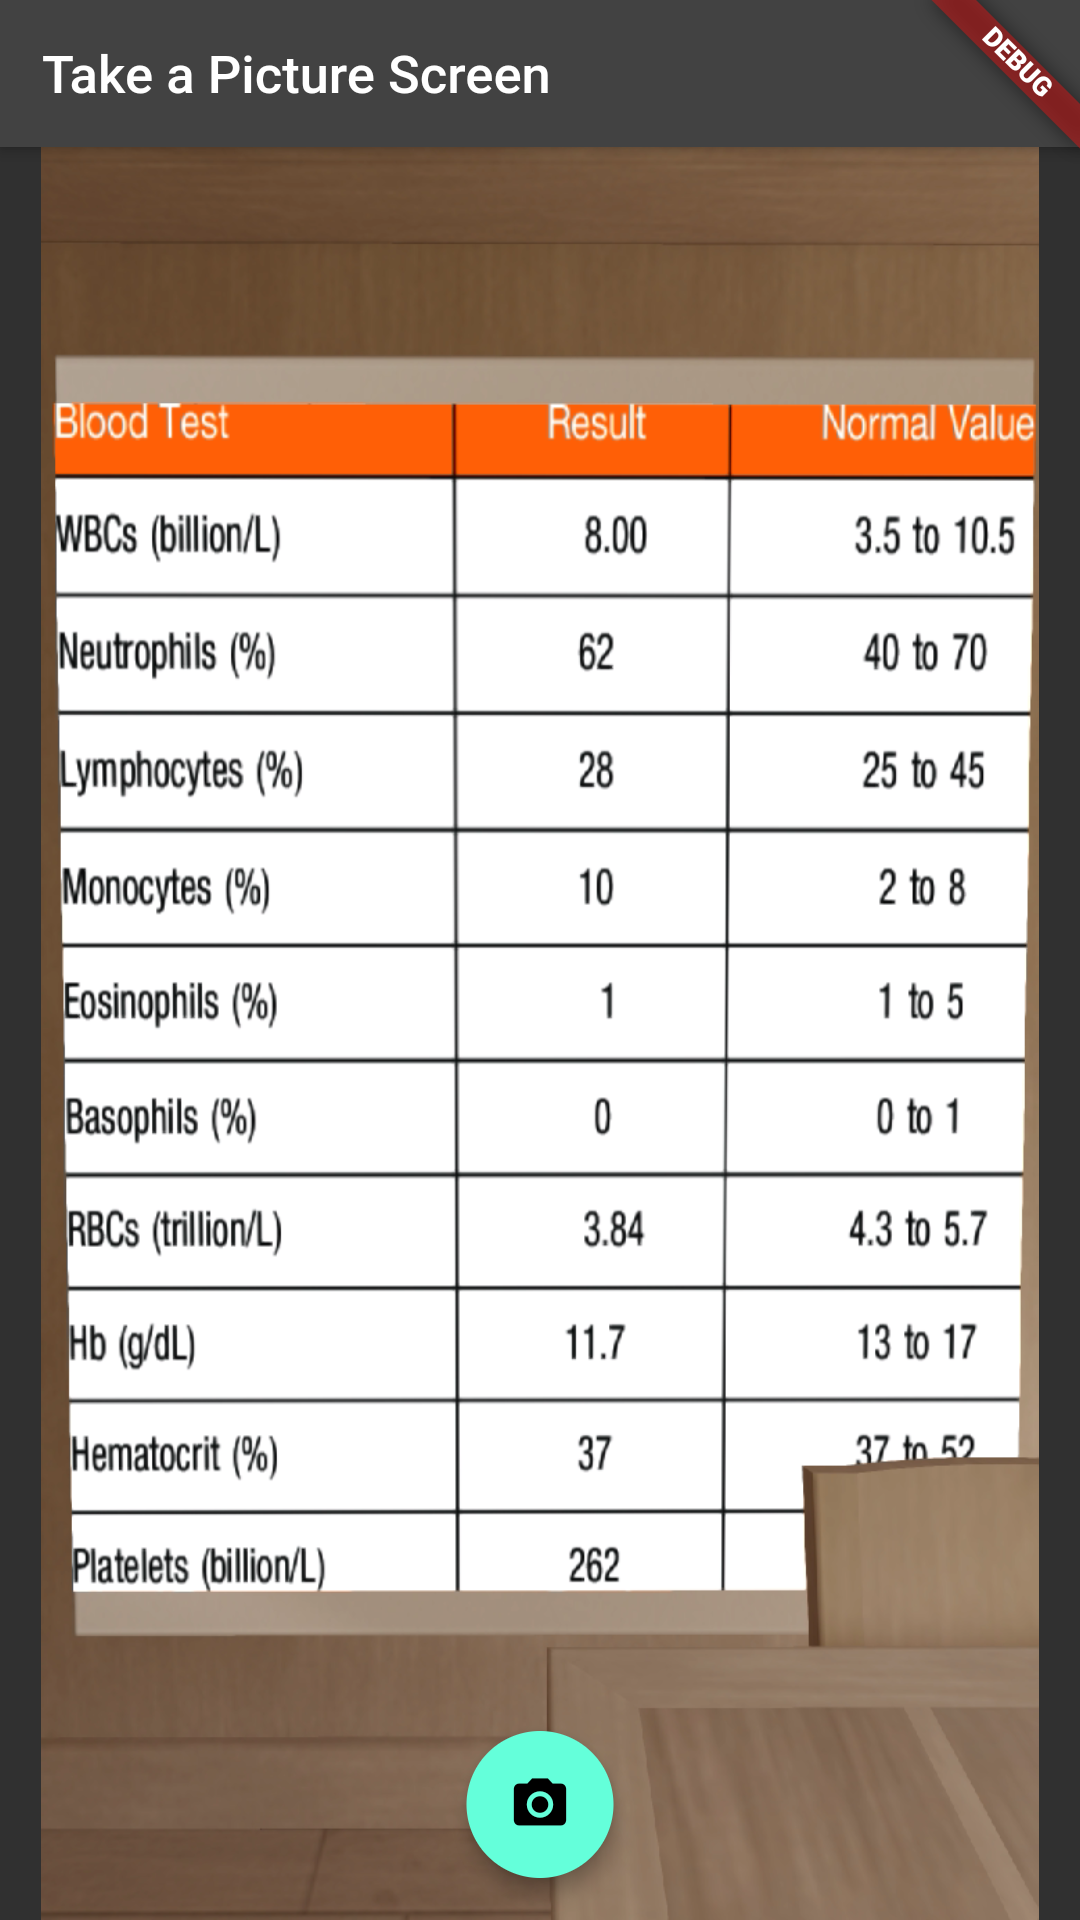 Take a Picture Screen
DEBUG
Blood Test Result Normal Value
WBCs (billion/L) 8.00 3.5 to 10.5
Neutrophils (%) 62 40 to 70
Lymphocytes (%) 28 25 to 45
Monocytes (%) 10 2 to 8
Eosinophils (%) 1 1 to 5
Basophils (%) 0 0 to 1
RBCs (trillion/L) 3.84 4.3 to 5.7
Hb (g/dL) 11.7 13 to 17
Hematocrit (%) 37 37 to 52
Platelets (billion/L) 262